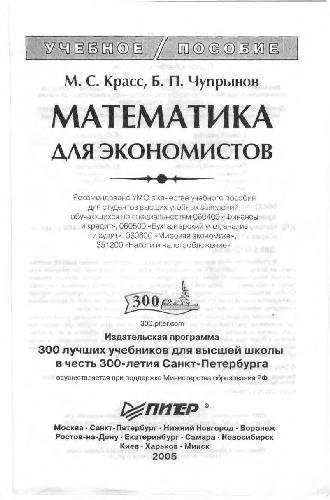 УЧЕБНОЕ ПОСОБИЕ
М. С. Красс, Б. П. Чупрынов
МАТЕМАТИКА
ДЛЯ ЭКОНОМИСТОВ
Рекомендовано УМО в качестве учебного пособия
для студентов высших учебных заведений,
обучающихся по специальностям 060400 «Финансы
и кредит», 060500 «Бухгалтерский учет, анализ
и аудит», 060600 «Мировая экономика»,
351200 «Налоги и налогообложение»
300
300.piter.com
Издательская программа
300 лучших учебников для высшей школы
в честь 300-летия Санкт-Петербурга
осуществляется при поддержке Министерства образования РФ
ПИТЕР®
Москва · Санкт-Петербург · Нижний Новгород · Воронеж
Ростов-на-Дону · Екатеринбург · Самара · Новосибирск
Киев · Харьков · Минск
2005